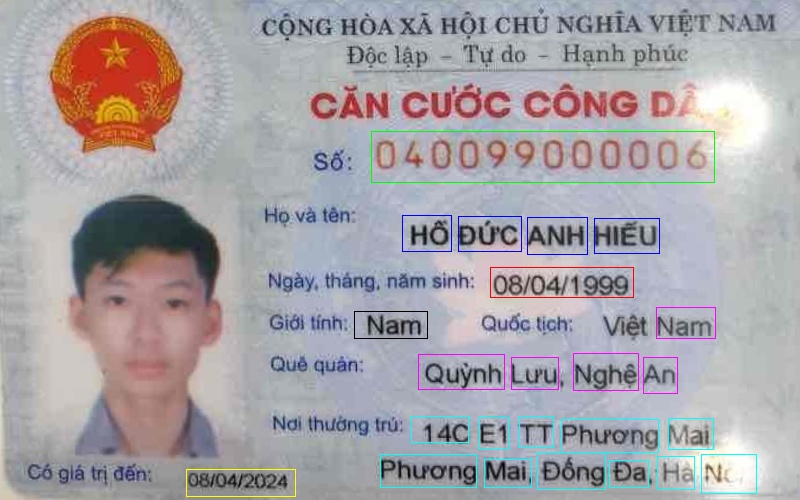 CỘNG HÒA XÃ HỘI CHỦ NGHĨA VIỆT NAM
Độc lập - Tự do - Hạnh phúc
CĂN CƯỚC CÔNG
Số: 040099000006
Họ và tên: HỒ ĐỨC ANH HIẾU
Ngày, tháng, năm sinh: 08/04/1999
Giới tính: Nam Quốc tịch: Việt Nam
Quê quán: Quỳnh Lưu, Nghệ An
Nơi thường trú: 14C E1 TT Phương Mai
Phương Mai, Đống Đa, Hà
Có giá trị đến: 08/04/2024
VIỆT NAM